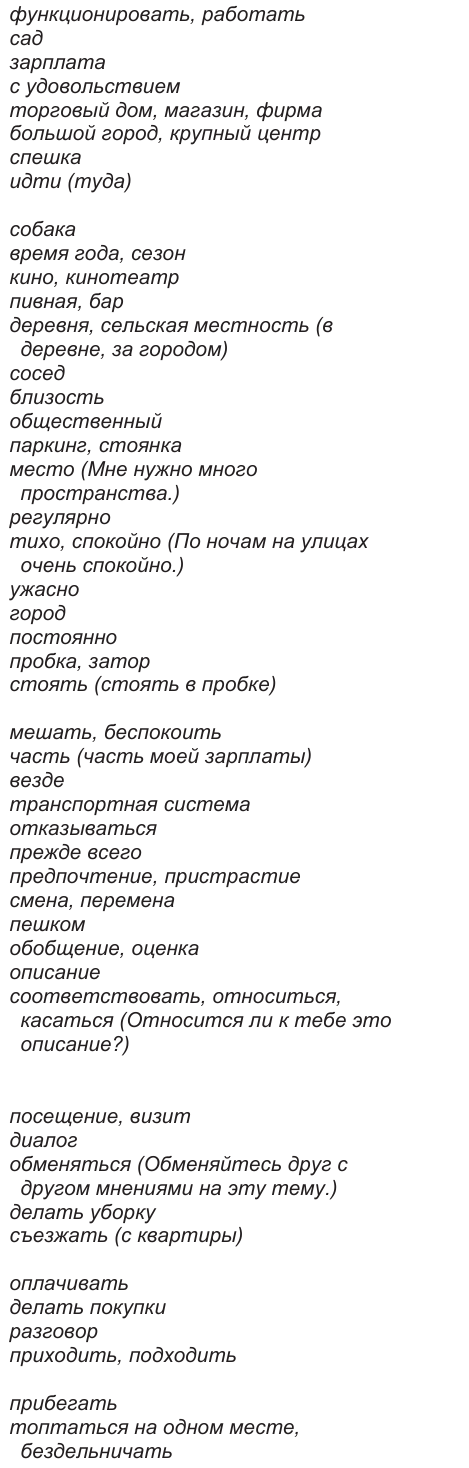 функционировать, работать
сад
зарплата
с удовольствием
торговый дом, магазин, фирма
большой город, крупный центр
спешка
идти (туда)
собака
время года, сезон
кино, кинотеатр
пивная, бар
деревня, сельская местность (в
деревне, за городом)
сосед
близость
общественный
паркинг, стоянка
место (Мне нужно много
пространства.)
регулярно
тихо, спокойно (По ночам на улицах
очень спокойно.)
ужасно
город
постоянно
пробка, затор
стоять (стоять в пробке)
мешать, беспокоить
часть (часть моей зарплаты)
везде
транспортная система
отказываться
прежде всего
предпочтение, пристрастие
смена, перемена
пешком
обобщение, оценка
описание
соответствовать, относиться,
касаться (Относится ли к тебе это
описание?)
посещение, визит
диалог
обменяться (Обменяйтесь друг с
другом мнениями на эту тему.)
делать уборку
съезжать (с квартиры)
оплачивать
делать покупки
разговор
приходить, подходить
прибегать
топтаться на одном месте,
бездельничать